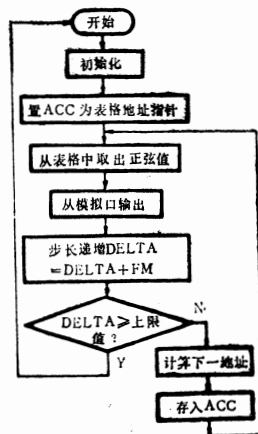 开始
初始化
置ACC为表格地址指针
从表格中取出正弦值
从模拟口输出
步长递增DELTA
=DELTA+FM
DELTA≥上限
值?
N
Y
计算下一地址
存入ACC